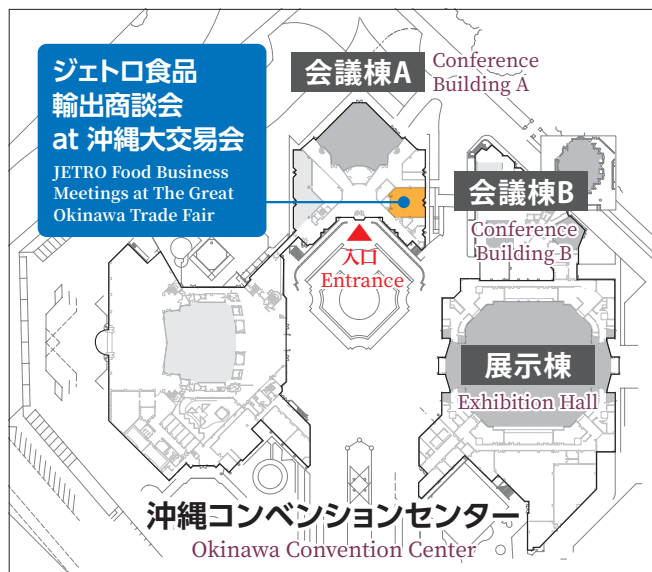 ジェトロ食品
輸出商談会
at 沖縄大交易会
JETRO Food Business
Meetings at The Great
Okinawa Trade Fair
会議棟A
Conference
Building A
会議棟B
Conference
Building B
入口
Entrance
展示棟
Exhibition Hall
沖縄コンベンションセンター
Okinawa Convention Center